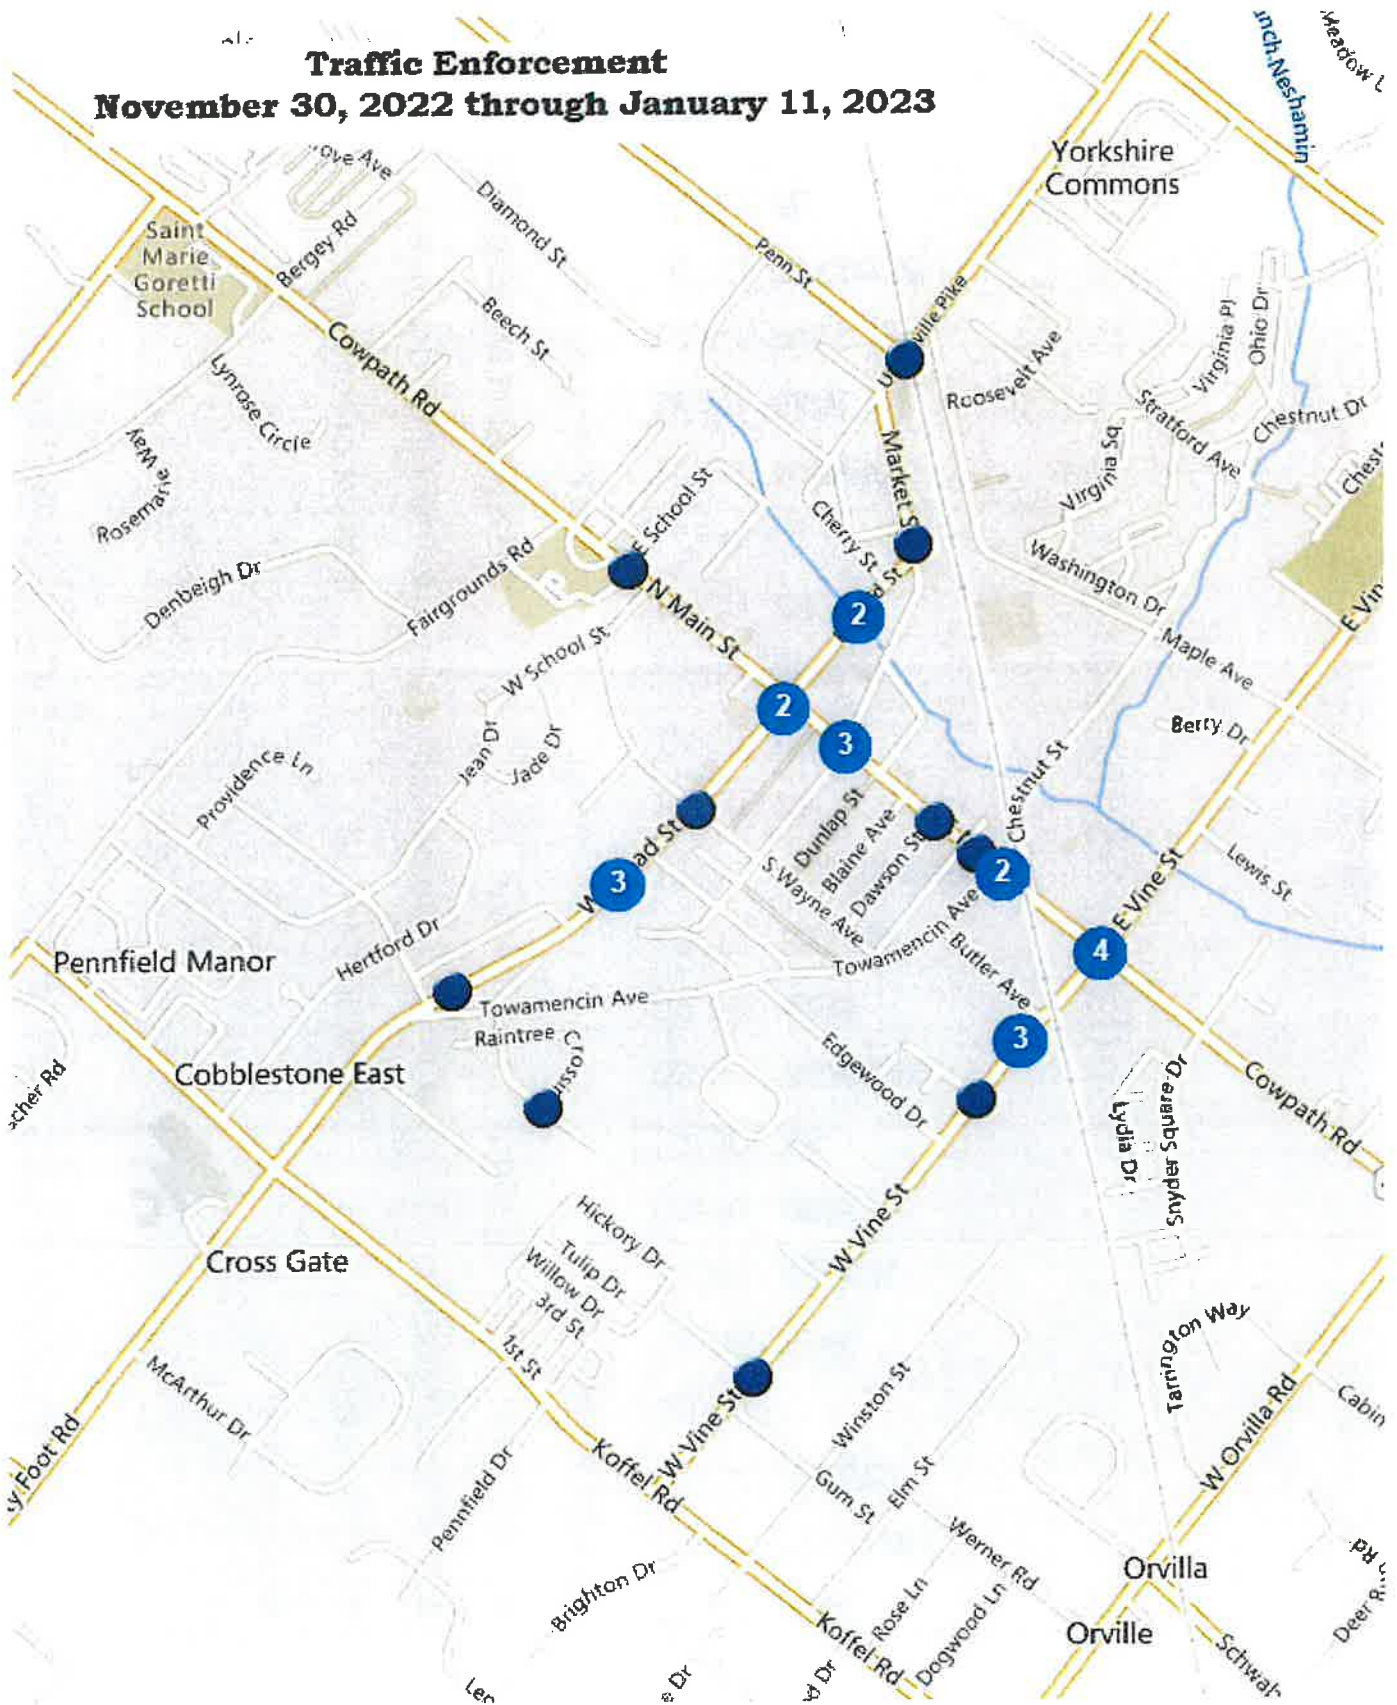 Traffic Enforcement
November 30, 2022 through January 11, 2023
Meadow
Yorkshire
Commons
Diamond St
Saint
Marie
Goretti
School
Bergey Rd
Penn St
Beech St
Cowpath Rd
Virginia Pl
Ohio Dr
Roosevelt Ave
Lynrose Circle
Stratford Ave
Chestnut Dr
Market S
Virginia Sq
Rosemarie Way
E School St
Cherry St
Washington Dr
Denbeigh Dr
Fairgrounds Rd
N Main St
E Vin
W School St
Maple Ave
Berry Dr
2
2
3
Jean Dr
Jade Dr
Providence Ln
Chestnut St
Dunlap St
Blaine Ave
Dawson St
S Wayne Ave
Lewis St
E Vine St
3
2
4
3
Hertford Dr
Pennfield Manor
Towamencin Ave
Butler Ave
Towamencin Ave
Raintree
Edgewood Dr
Cobblestone East
Cowpath Rd
Lydia Dr
Snyder Square Dr
Hickory Dr
W Vine St
Cross Gate
Tulip Dr
Willow Dr
3rd St
1st St
Tarrington Way
McArthur Dr
Winston St
W Orvilla Rd
Cabin
W Vine St
Koffel Rd
Pennfield Dr
Gum St
Elm St
Werner Rd
Foot Rd
Orvilla
Brighton Dr
Rose Ln
Dogwood Ln
Koffel Rd
Orville
Deer
Schwab